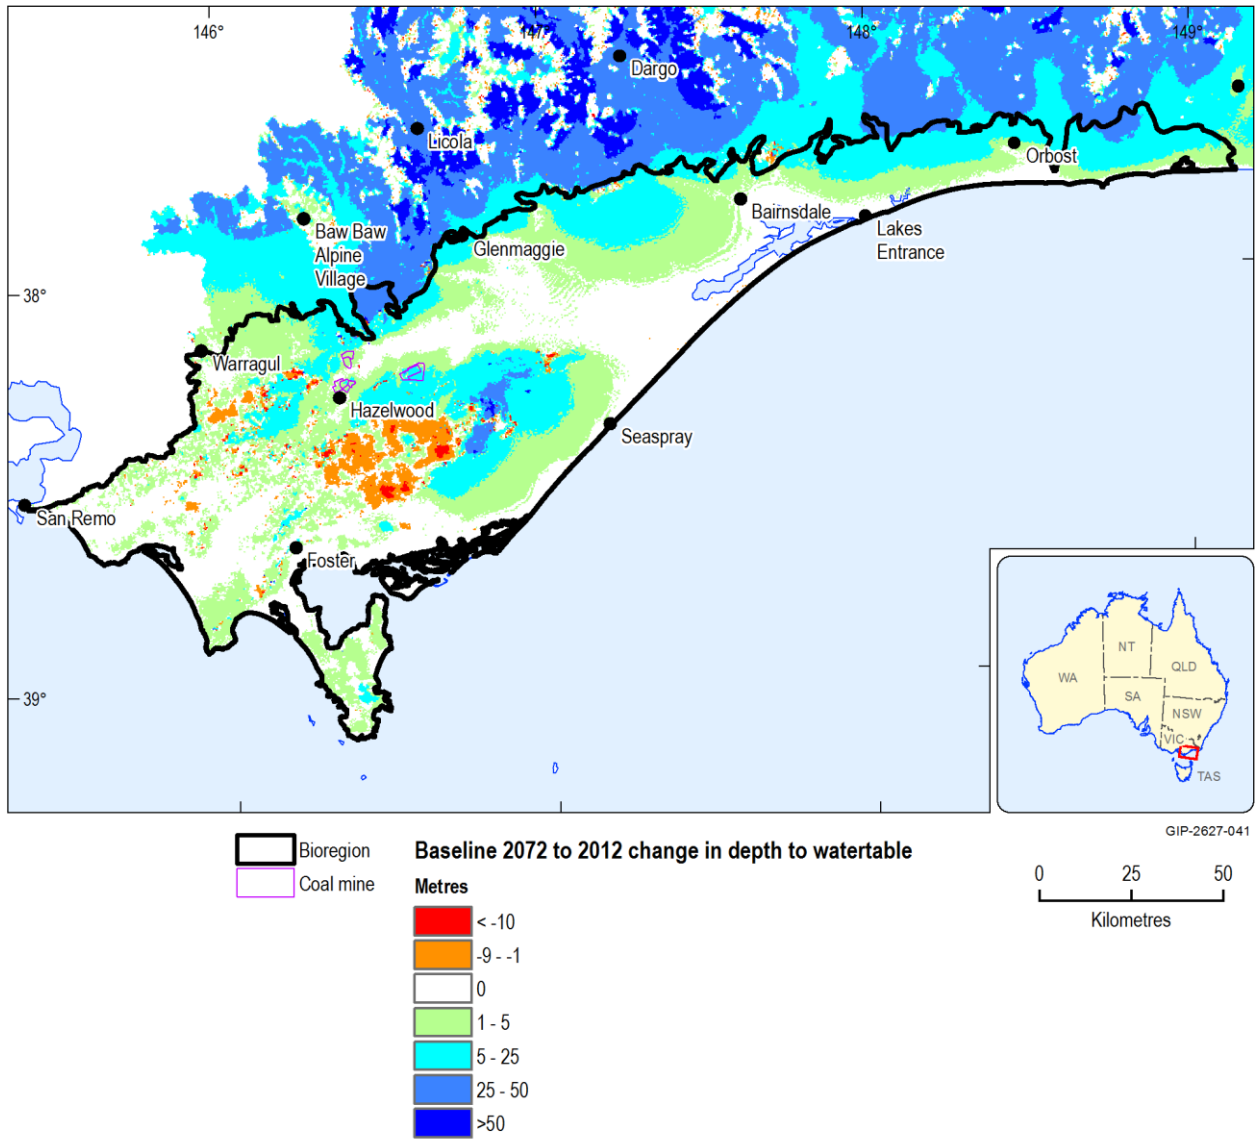 146°
147°
148°
149°
Dargo
Licola
Orbost
Baw Baw
Alpine
Village
Glenmaggie
Bairnsdale
Lakes
Entrance
38°
Warragul
Hazelwood
Seaspray
San Remo
Foster
39°
NT
WA
QLD
SA
NSW
VIC
TAS
GIP-2627-041
Bioregion
Coal mine
Baseline 2072 to 2012 change in depth to watertable
Metres
< -10
-9 - -1
0
1 - 5
5 - 25
25 - 50
>50
0 25 50
Kilometres